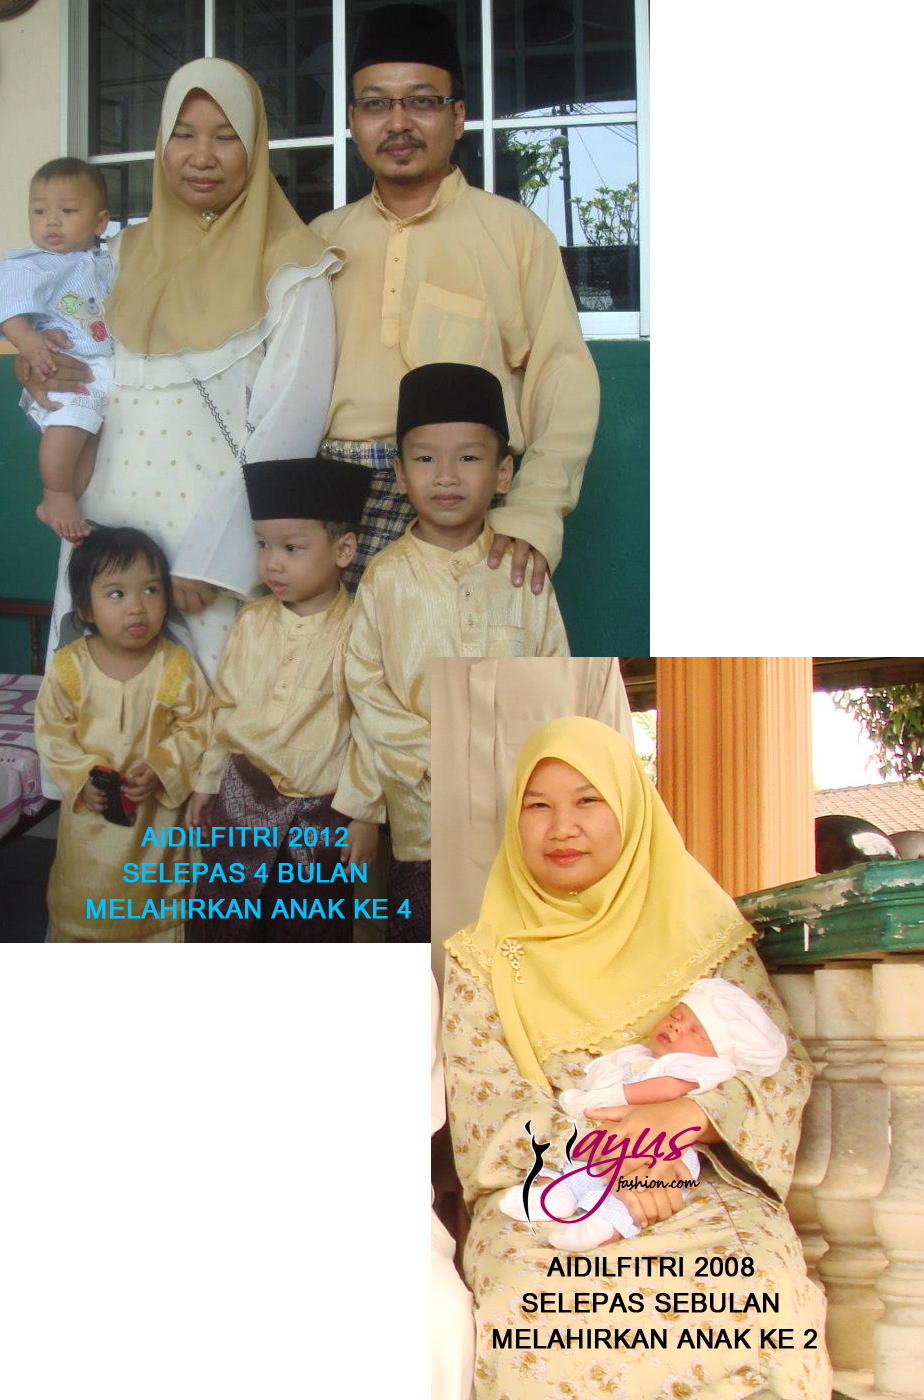 AIDILFITRI 2012
SELEPAS 4 BULAN
MELAHIRKAN ANAK KE 4
Hayus
fashion.com
AIDILFITRI 2008
SELEPAS SEBULAN
MELAHIRKAN ANAK KE 2